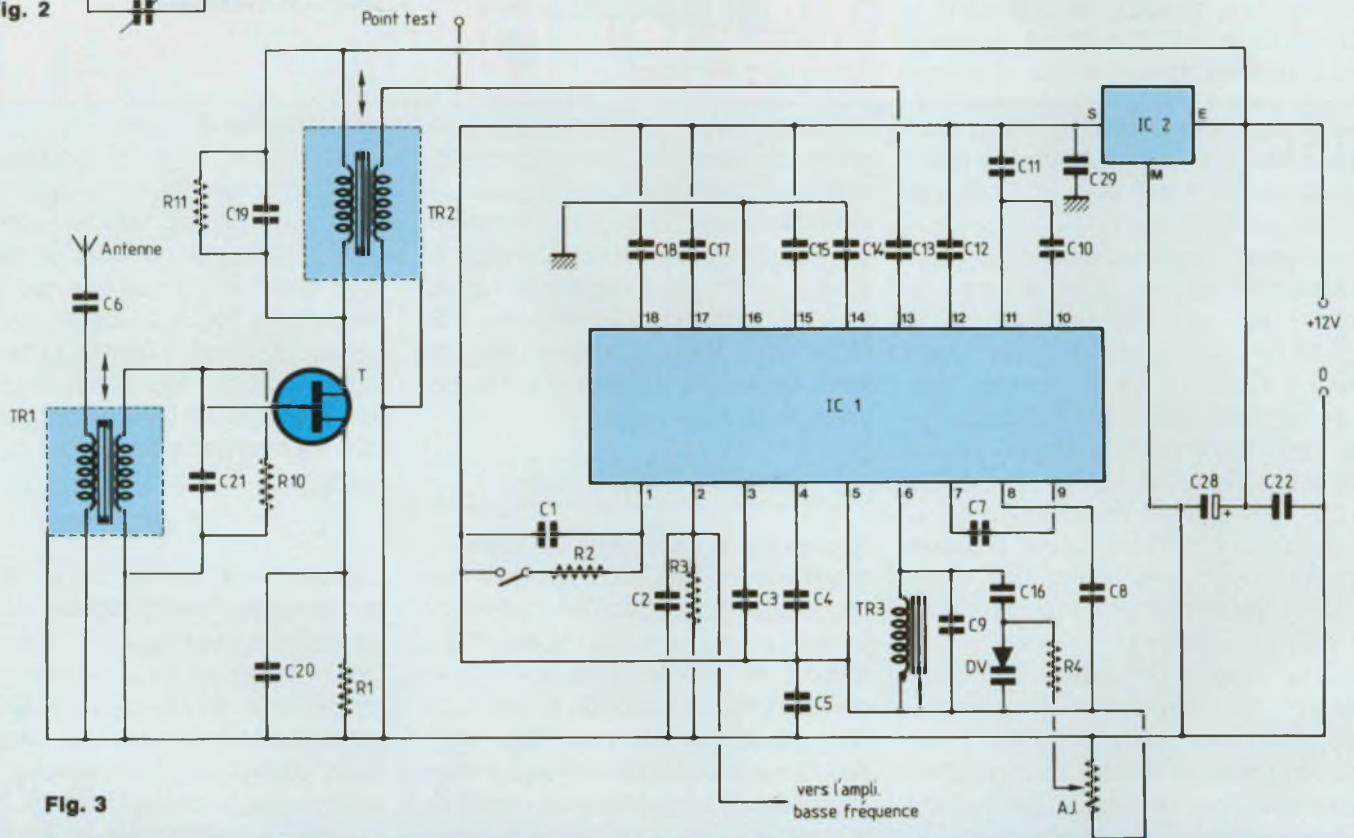 Fig. 2
Point test
S
IC 2
E
M
C11
C29
R11
C19
TR2
Antenne
C6
C18
C17
C15
C14
C13
C12
C10
+12V
0
18
17
16
15
14
13
12
11
10
T
IC 1
TR1
C21
R10
C28
+
C22
1
2
3
4
5
6
7
8
9
C1
C7
R2
R3
C2
C3
C4
TR3
C9
C16
C8
DV
R4
C20
R1
C5
vers l'ampli.
basse fréquence
AJ.
Fig. 3